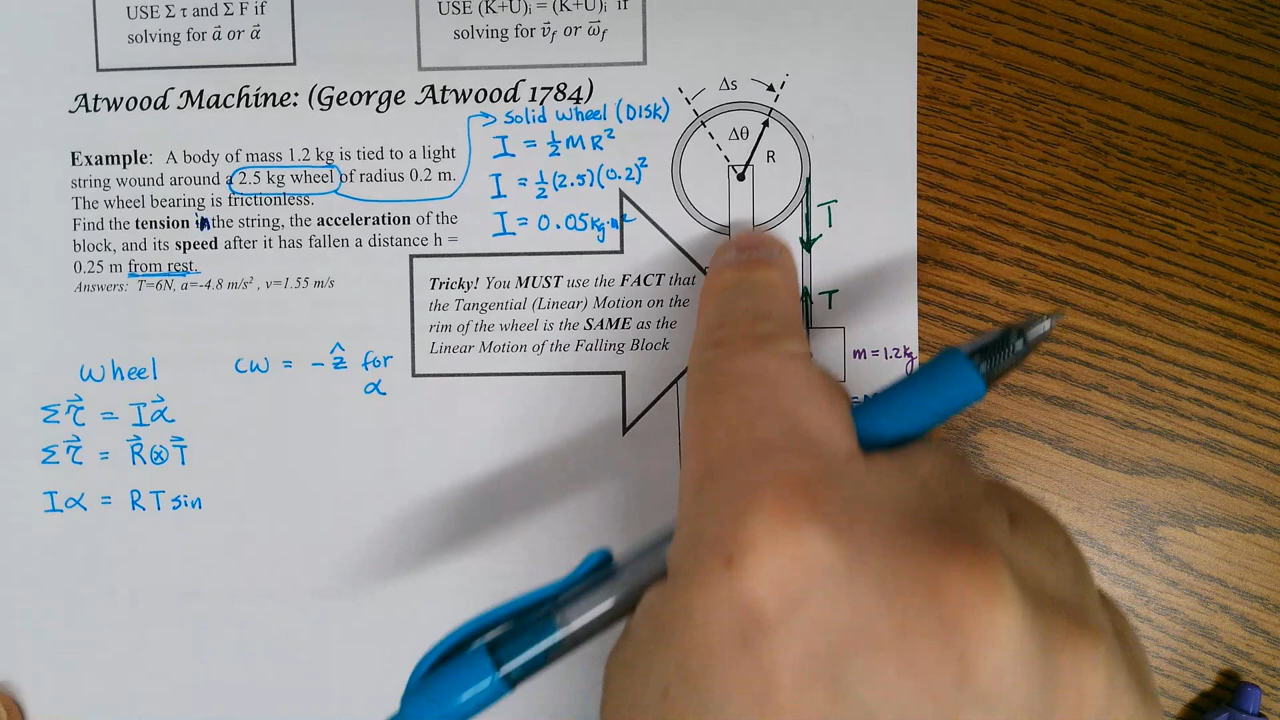 USE Σ τ and Σ F if
solving for a⃗ or α⃗
USE (K+U)ᵢ = (K+U)ᵢ if
solving for v⃗f or ω⃗f
Atwood Machine: (George Atwood 1784)
Example: A body of mass 1.2 kg is tied to a light
string wound around a 2.5 kg wheel of radius 0.2 m.
The wheel bearing is frictionless.
Find the tension in the string, the acceleration of the
block, and its speed after it has fallen a distance h =
0.25 m from rest.
Answers: T=6N, a=-4.8 m/s², v=1.55 m/s
Solid Wheel (DISK)
I = ½MR²
I = ½(2.5)(0.2)²
I = 0.05kg·m²
Tricky! You MUST use the FACT that
the Tangential (Linear) Motion on the
rim of the wheel is the SAME as the
Linear Motion of the Falling Block
Δs
Δθ
R
T
T
m = 1.2kg
Wheel
Στ⃗ = Iα⃗
Στ⃗ = R⃗⊗T⃗
Iα = RT sin
CW = -ẑ for
α